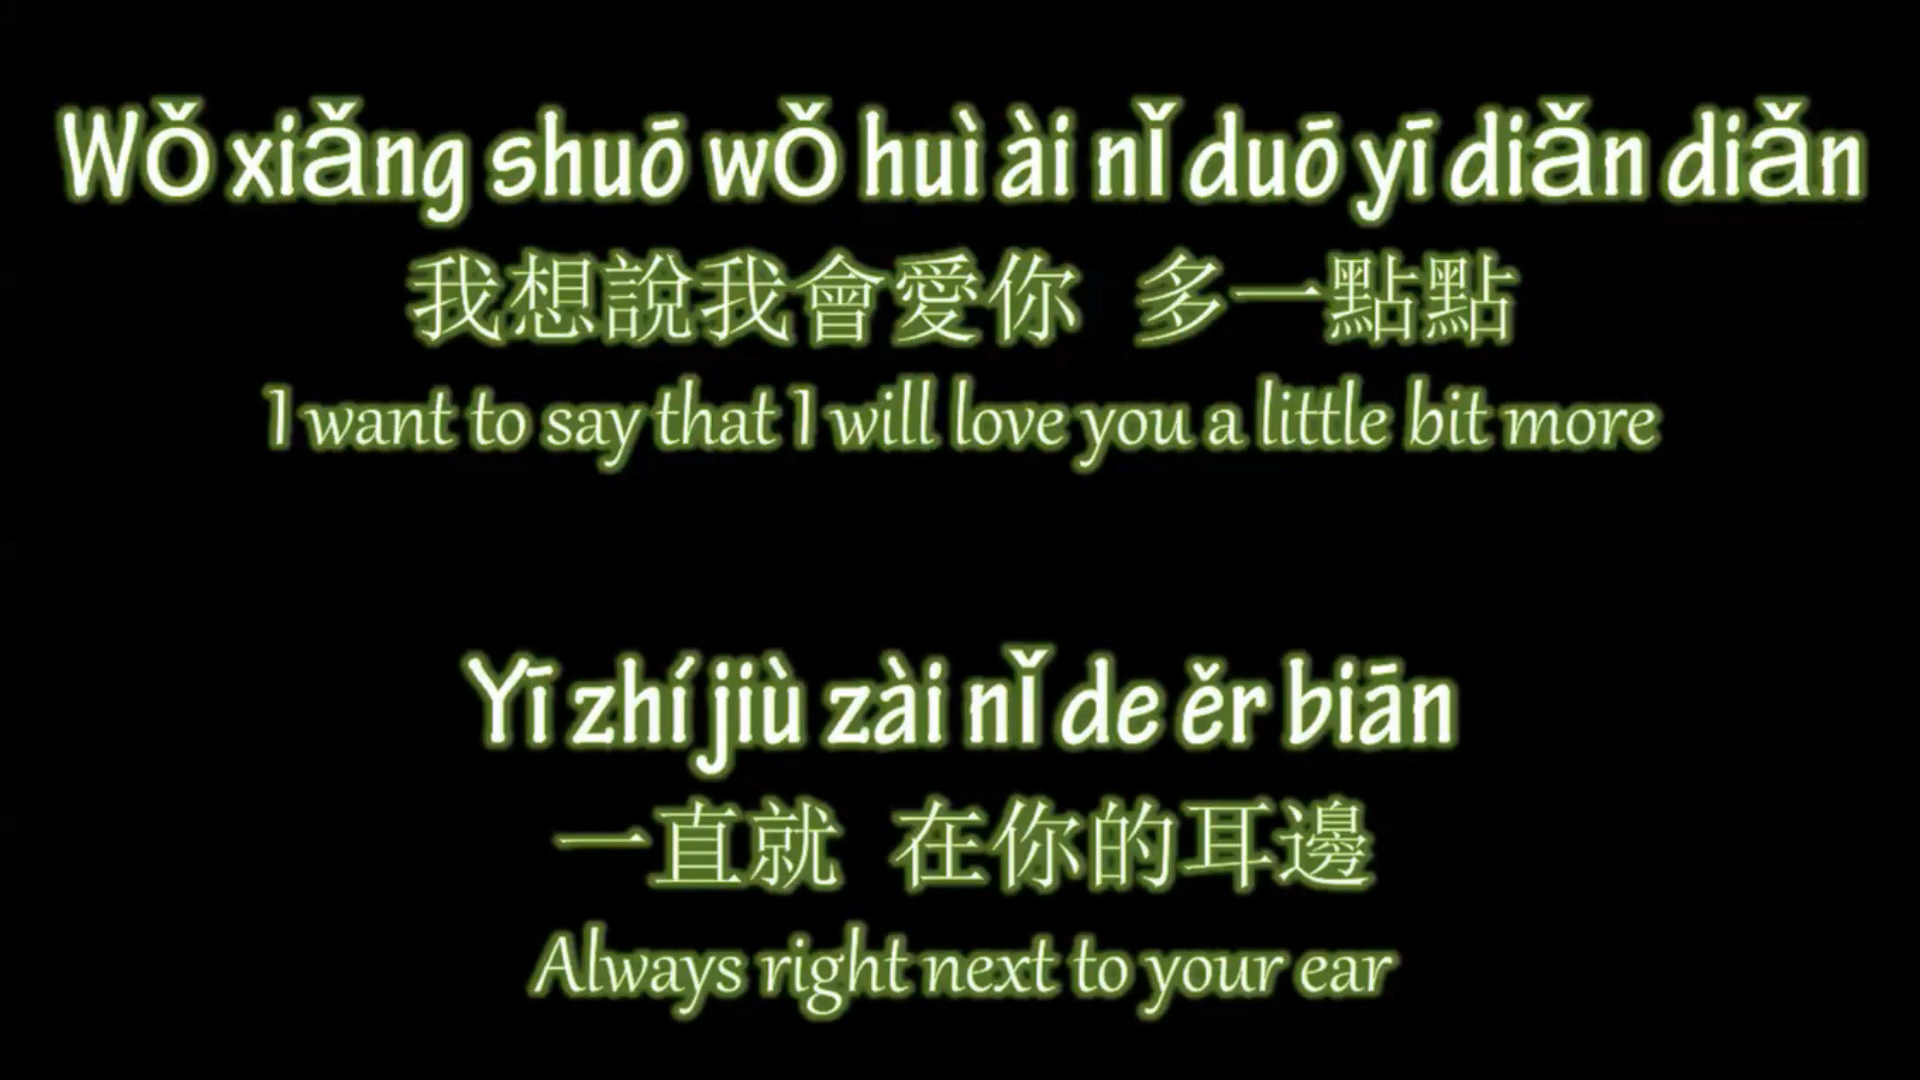 Wǒ xiǎng shuō wǒ huì ài nǐ duō yī diǎn diǎn
我想說我會愛你 多一點點
I want to say that I will love you a little bit more
Yī zhí jiù zài nǐ de ěr biān
一直就 在你的耳邊
Always right next to your ear